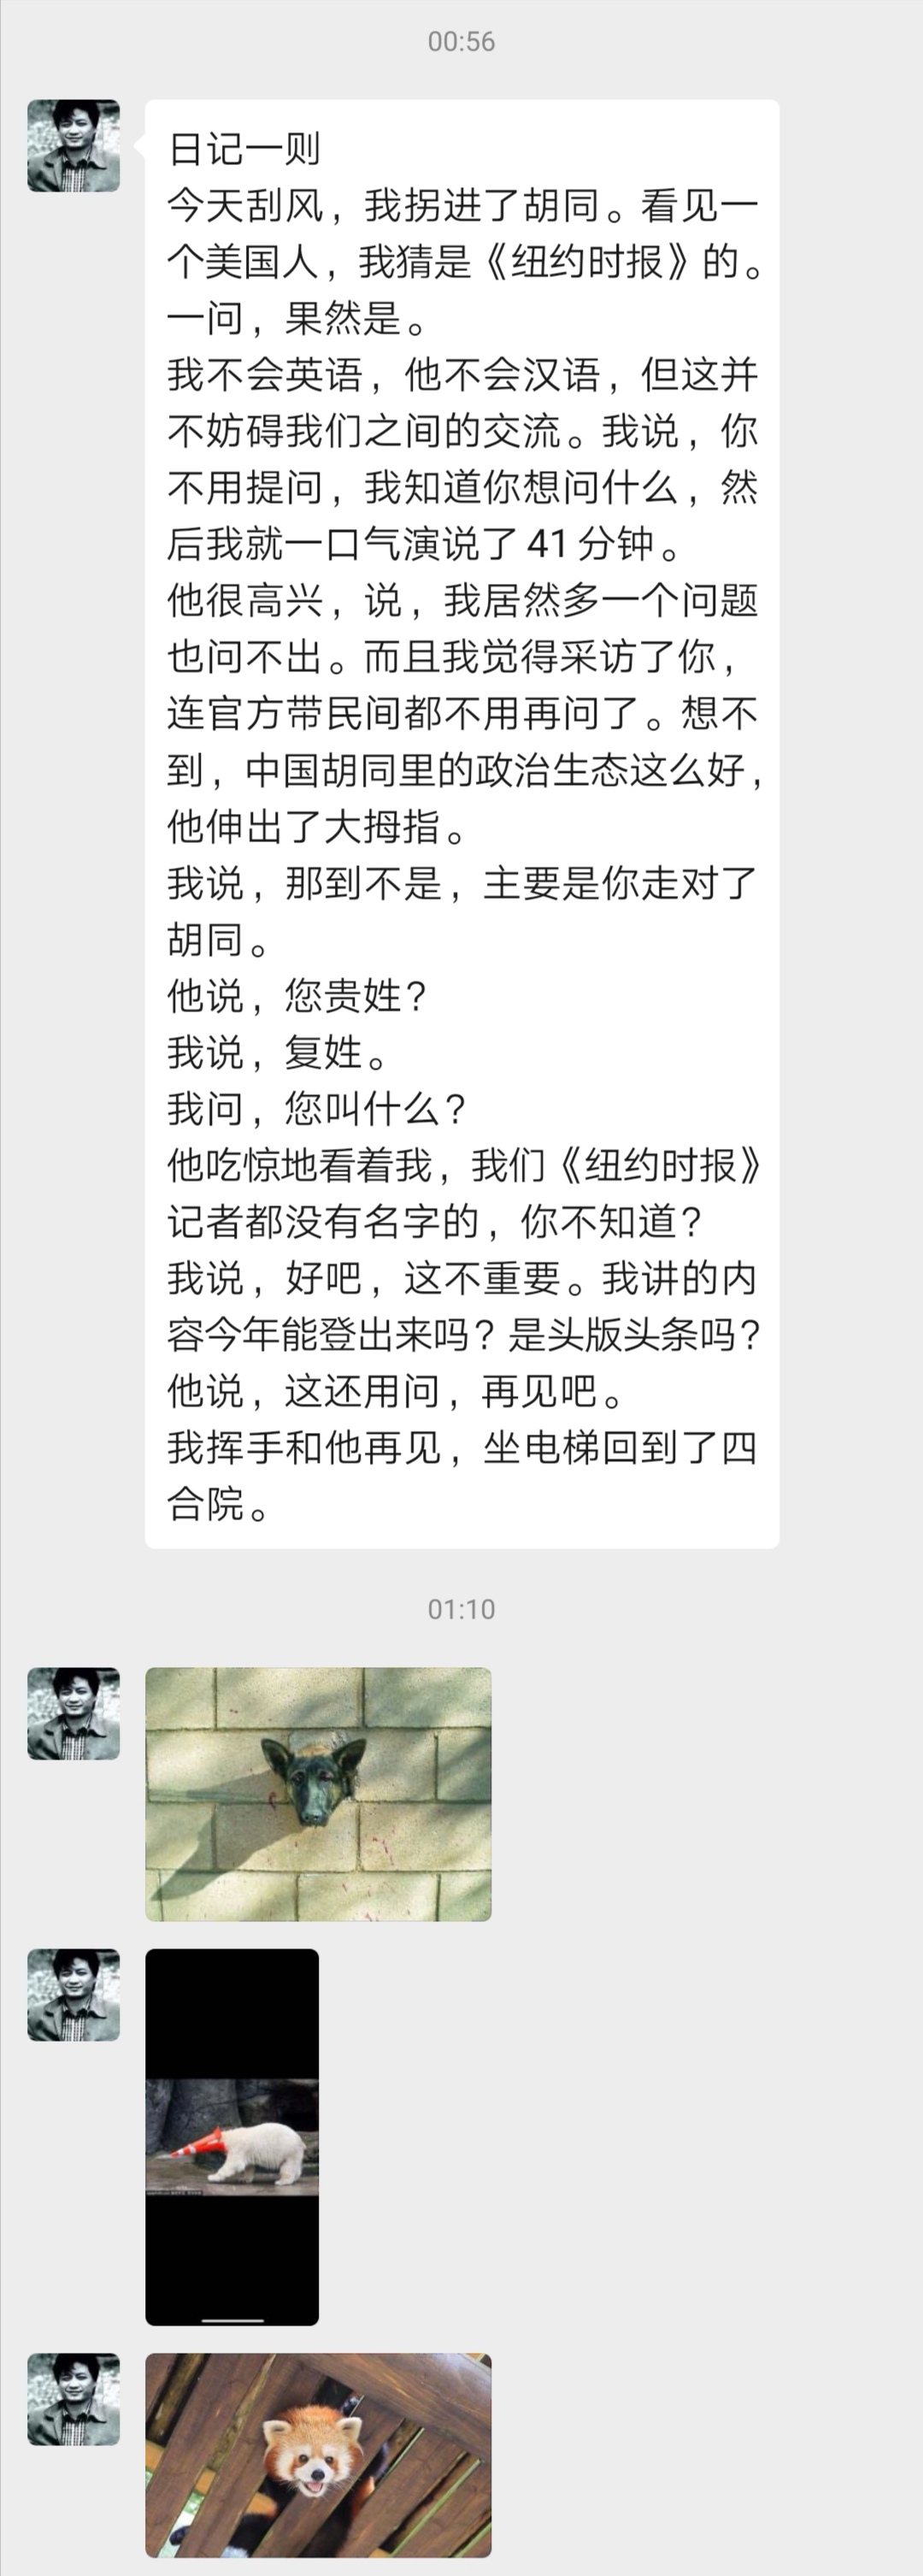 00:56
日记一则
今天刮风，我拐进了胡同。看见一
个美国人，我猜是《纽约时报》的。
一问，果然是。
我不会英语，他不会汉语，但这并
不妨碍我们之间的交流。我说，你
不用提问，我知道你想问什么，然
后我就一口气演说了41分钟。
他很高兴，说，我居然多一个问题
也问不出。而且我觉得采访了你，
连官方带民间都不用再问了。想不
到，中国胡同里的政治生态这么好，
他伸出了大拇指。
我说，那到不是，主要是你走对了
胡同。
他说，您贵姓？
我说，复姓。
我问，您叫什么？
他吃惊地看着我，我们《纽约时报》
记者都没有名字的，你不知道？
我说，好吧，这不重要。我讲的内
容今年能登出来吗？是头版头条吗？
他说，这还用问，再见吧。
我挥手和他再见，坐电梯回到了四
合院。
01:10